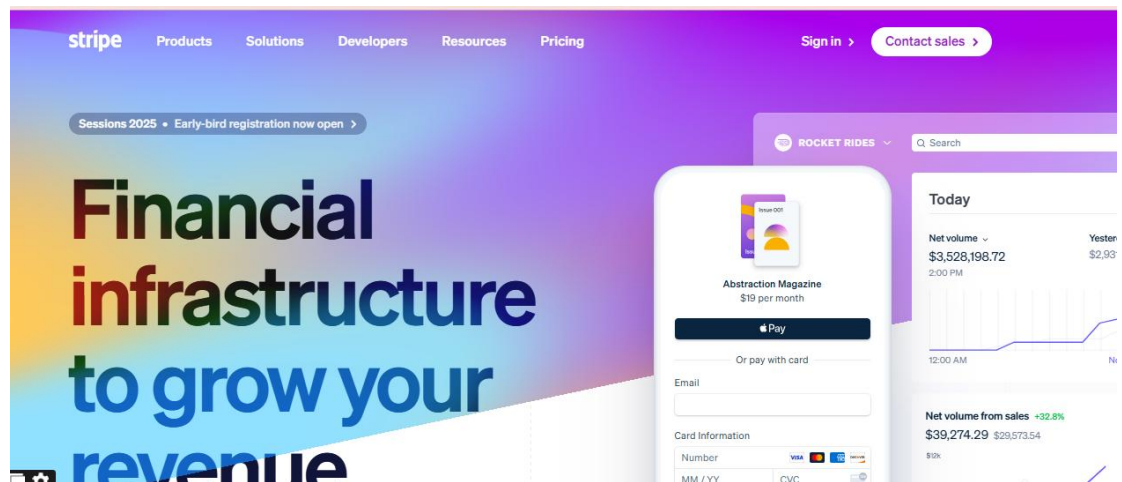 stripe Products Solutions Developers Resources Pricing Sign in Contact sales
Sessions 2025 • Early-bird registration now open
Financial
infrastructure
to grow your
revenue
ROCKET RIDES
Search
Issue 001
Abstraction Magazine
$19 per month
Pay
Or pay with card
Email
Card Information
Number VISA
MM / YY CVC
Today
Net volume
$3,528,198.72
2:00 PM
12:00 AM
Net volume from sales +32.8%
$39,274.29 $29,573.54
$12k